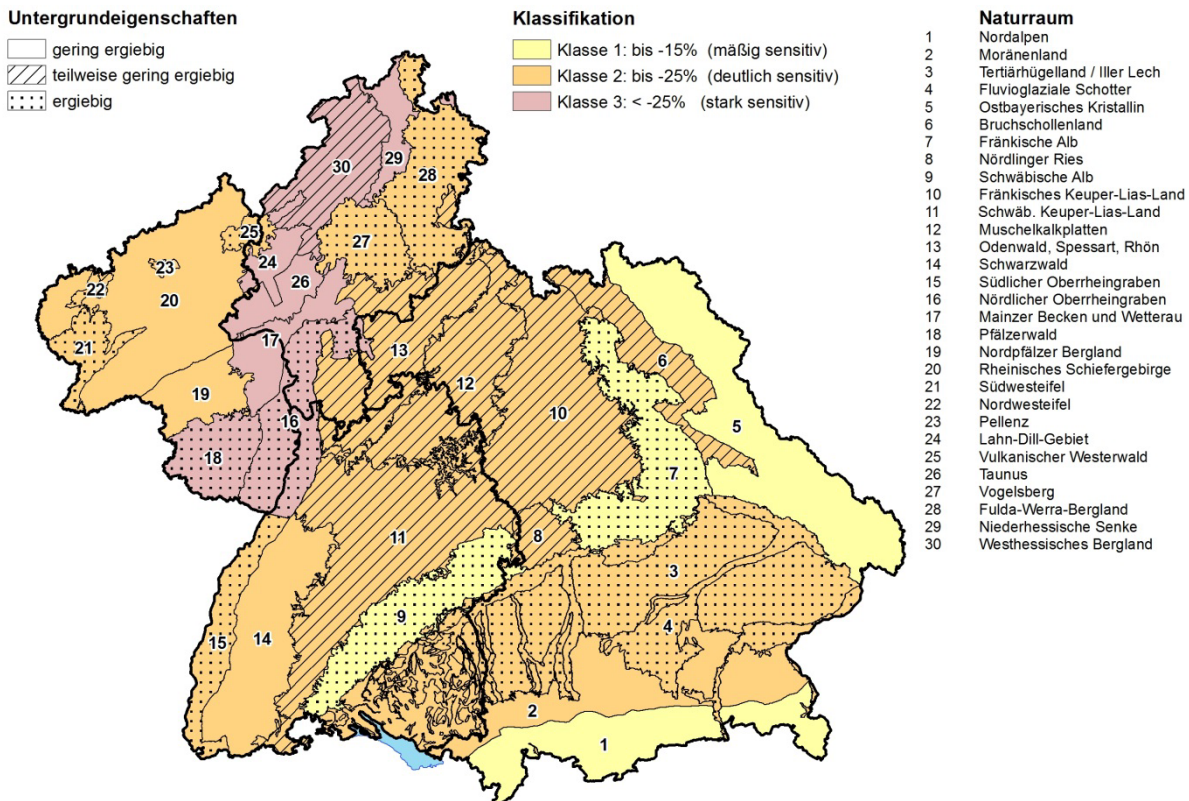 Untergrundeigenschaften
gering ergiebig
teilweise gering ergiebig
ergiebig
Klassifikation
Klasse 1: bis -15% (mäßig sensitiv)
Klasse 2: bis -25% (deutlich sensitiv)
Klasse 3: < -25% (stark sensitiv)
Naturraum
1 Nordalpen
2 Moränenland
3 Tertiärhügelland / Iller Lech
4 Fluvioglaziale Schotter
5 Ostbayerisches Kristallin
6 Bruchschollenland
7 Fränkische Alb
8 Nördlinger Ries
9 Schwäbische Alb
10 Fränkisches Keuper-Lias-Land
11 Schwäb. Keuper-Lias-Land
12 Muschelkalkplatten
13 Odenwald, Spessart, Rhön
14 Schwarzwald
15 Südlicher Oberrheingraben
16 Nördlicher Oberrheingraben
17 Mainzer Becken und Wetterau
18 Pfälzerwald
19 Nordpfälzer Bergland
20 Rheinisches Schiefergebirge
21 Südwesteifel
22 Nordwesteifel
23 Pellenz
24 Lahn-Dill-Gebiet
25 Vulkanischer Westerwald
26 Taunus
27 Vogelsberg
28 Fulda-Werra-Bergland
29 Niederhessische Senke
30 Westhessisches Bergland
29
30
28
25
27
24
23
26
22
20
17
21
13
6
19
12
10
16
5
18
7
11
8
3
9
4
15
14
2
1